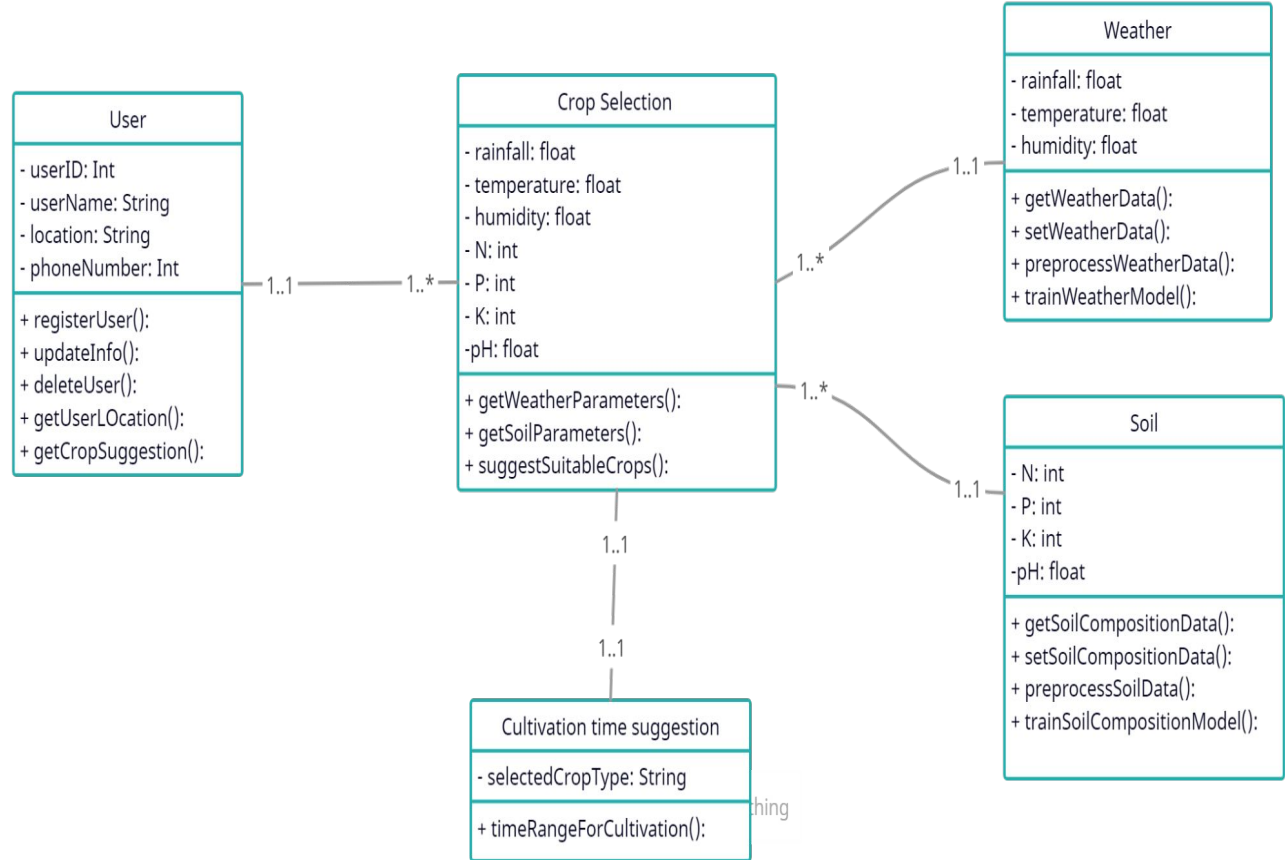 User
- userID: Int
- userName: String
- location: String
- phoneNumber: Int
+ registerUser():
+ updateInfo():
+ deleteUser():
+ getUserLOcation():
+ getCropSuggestion():
1..1
1..*
Crop Selection
- rainfall: float
- temperature: float
- humidity: float
- N: int
- P: int
- K: int
-pH: float
+ getWeatherParameters():
+ getSoilParameters():
+ suggestSuitableCrops():
1..*
1..1
Weather
- rainfall: float
- temperature: float
- humidity: float
+ getWeatherData():
+ setWeatherData():
+ preprocessWeatherData():
+ trainWeatherModel():
1..*
1..1
Soil
- N: int
- P: int
- K: int
-pH: float
+ getSoilCompositionData():
+ setSoilCompositionData():
+ preprocessSoilData():
+ trainSoilCompositionModel():
1..1
1..1
Cultivation time suggestion
- selectedCropType: String
+ timeRangeForCultivation():